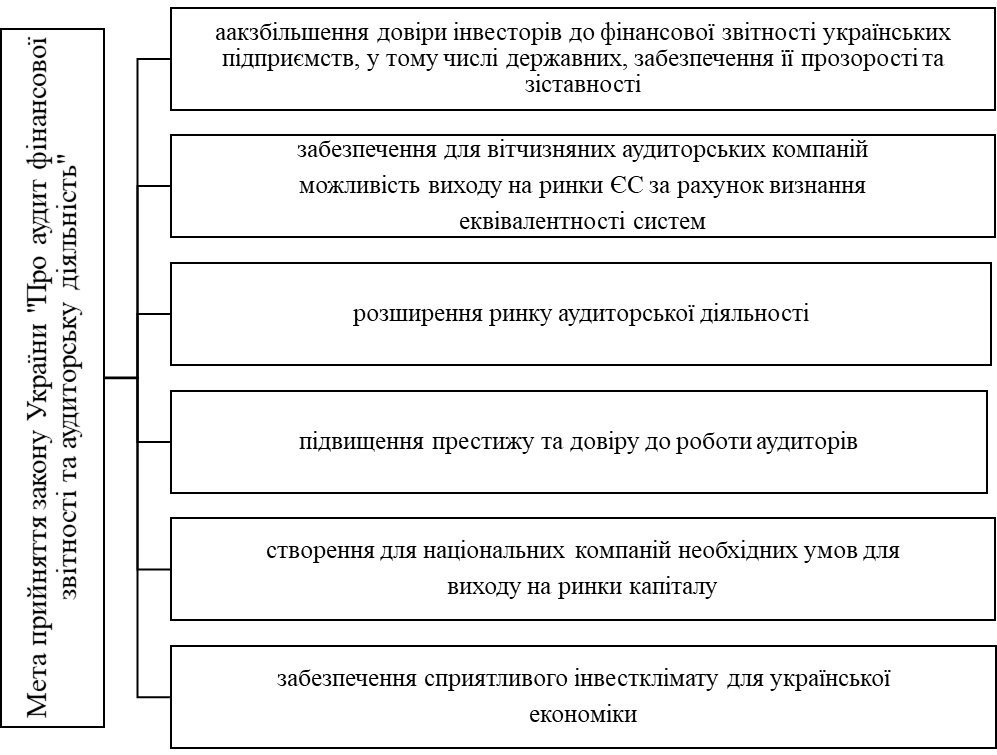 Мета прийняття закону України "Про аудит фінансової
звітності та аудиторську діяльність"
аакзбільшення довіри інвесторів до фінансової звітності українських
підприємств, у тому числі державних, забезпечення її прозорості та
зіставності
забезпечення для вітчизняних аудиторських компаній
можливість виходу на ринки ЄС за рахунок визнання
еквівалентності систем
розширення ринку аудиторської діяльності
підвищення престижу та довіру до роботи аудиторів
створення для національних компаній необхідних умов для
виходу на ринки капіталу
забезпечення сприятливого інвестклімату для української
економіки